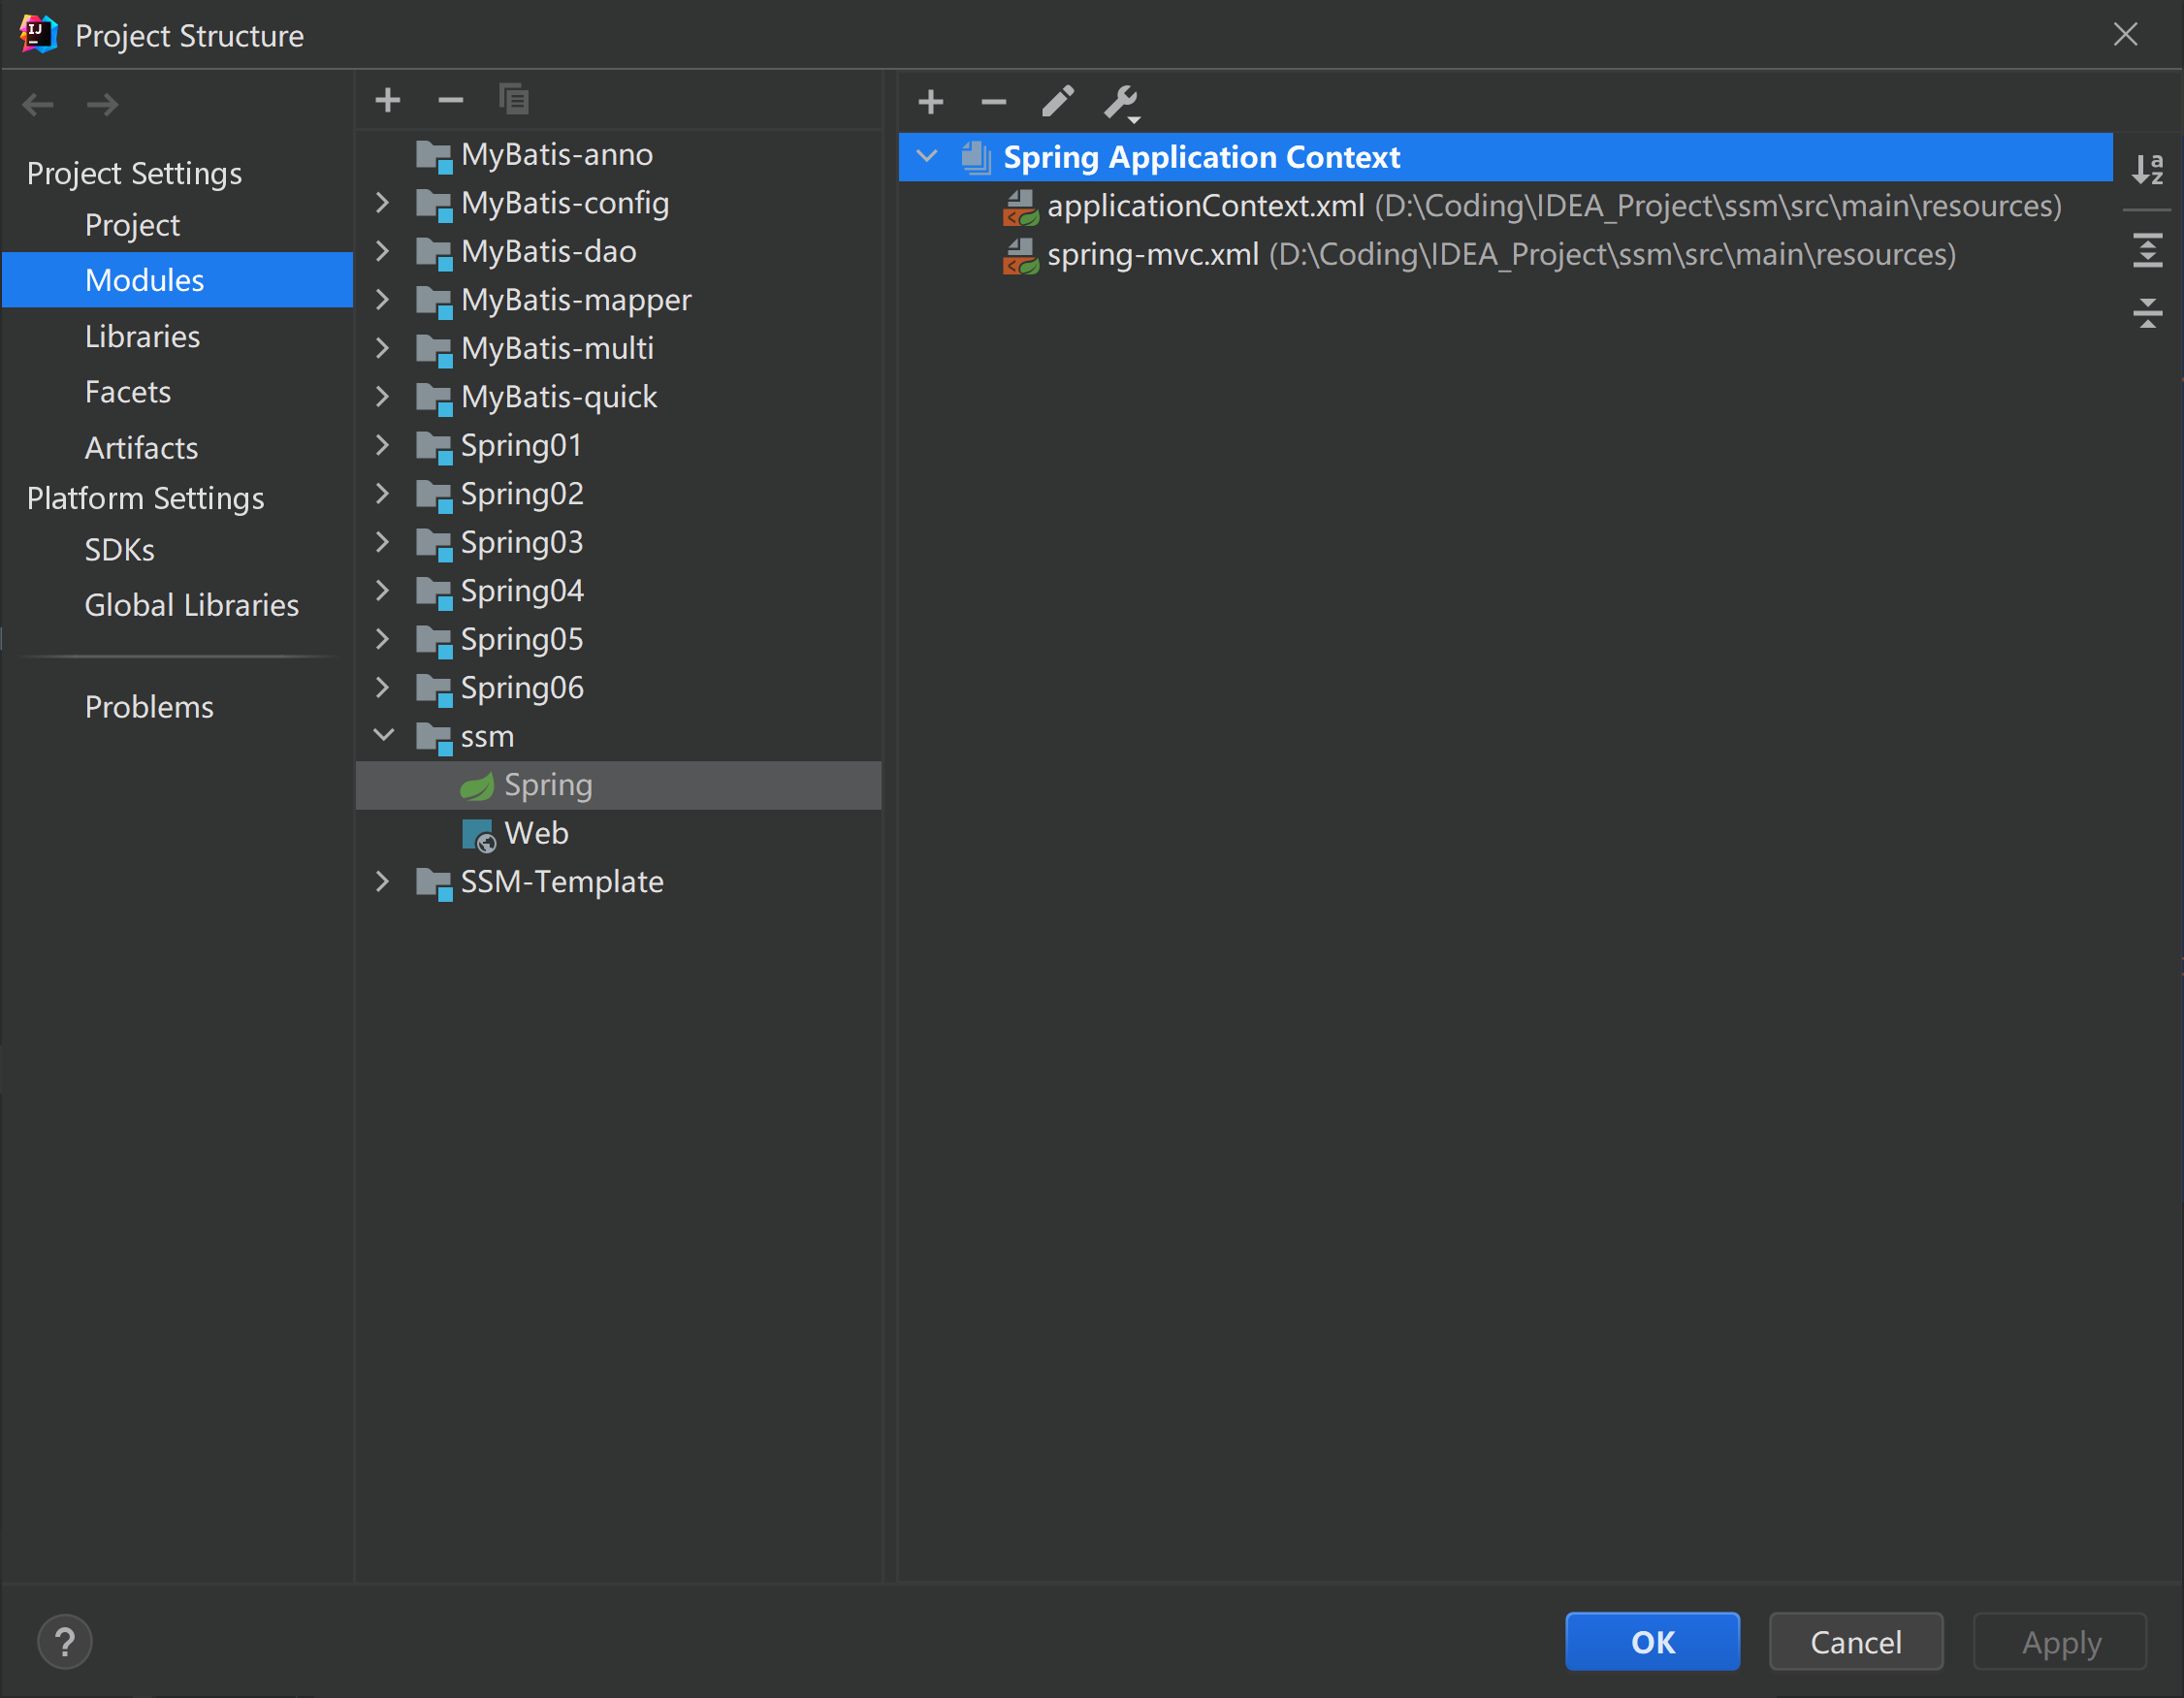 Project Structure
Project Settings
Project
Modules
Libraries
Facets
Artifacts
Platform Settings
SDKs
Global Libraries
Problems
MyBatis-anno
MyBatis-config
MyBatis-dao
MyBatis-mapper
MyBatis-multi
MyBatis-quick
Spring01
Spring02
Spring03
Spring04
Spring05
Spring06
ssm
Spring
Web
SSM-Template
Spring Application Context
applicationContext.xml (D:\Coding\IDEA_Project\ssm\src\main\resources)
spring-mvc.xml (D:\Coding\IDEA_Project\ssm\src\main\resources)
OK
Cancel
Apply